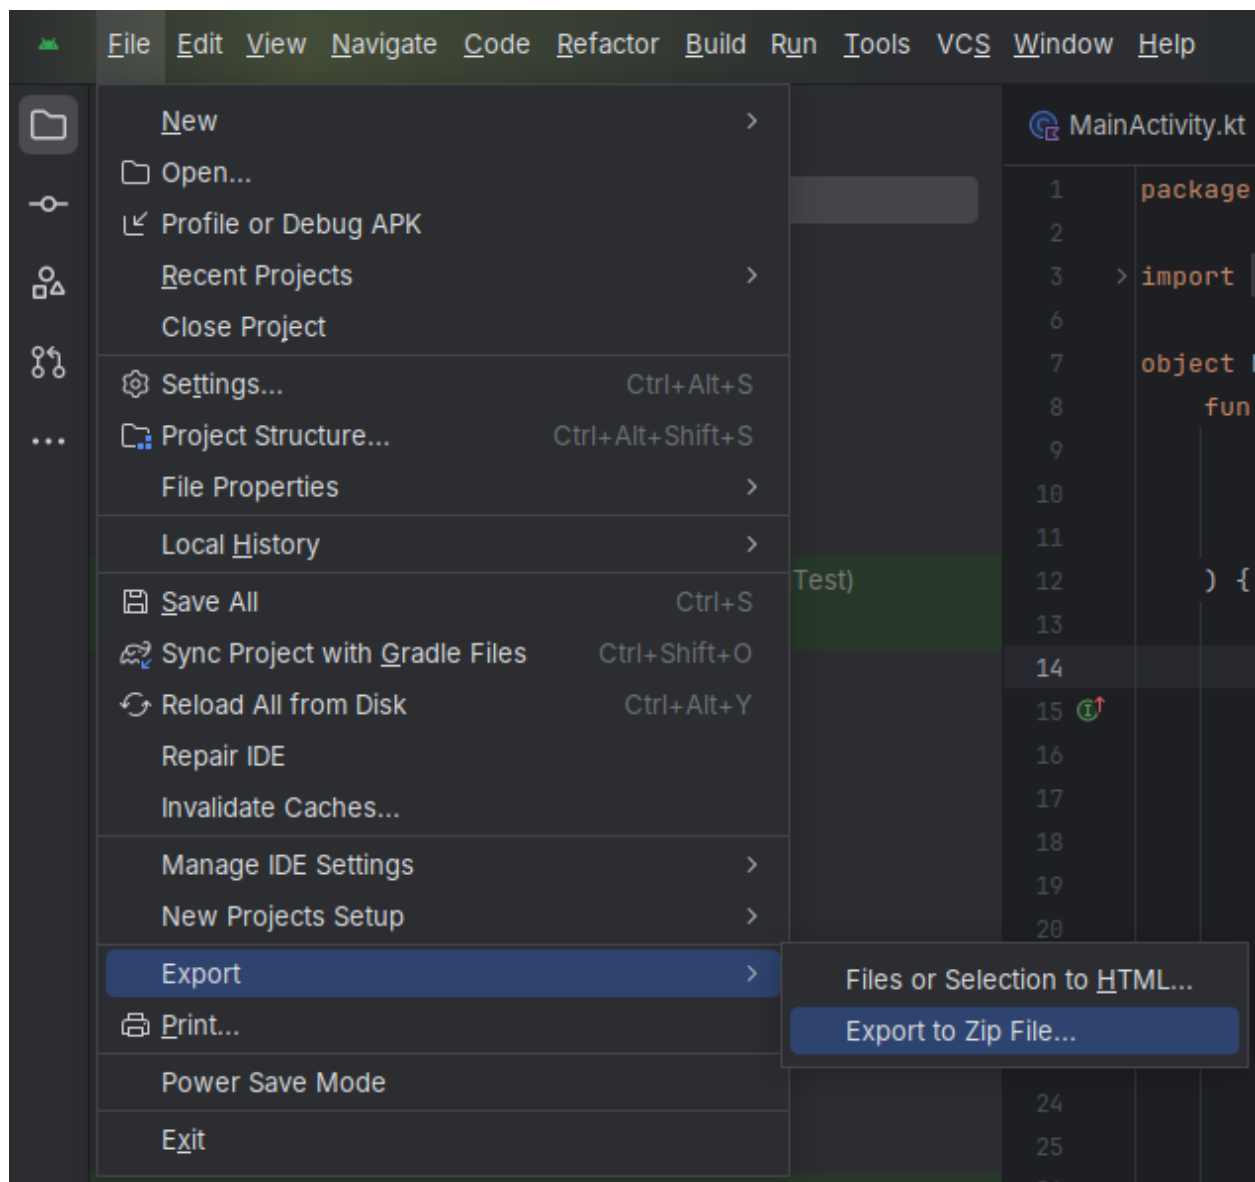 File Edit View Navigate Code Refactor Build Run Tools VCS Window Help
New
Open...
Profile or Debug APK
Recent Projects
Close Project
Settings... Ctrl+Alt+S
Project Structure... Ctrl+Alt+Shift+S
File Properties
Local History
Save All Ctrl+S
Sync Project with Gradle Files Ctrl+Shift+O
Reload All from Disk Ctrl+Alt+Y
Repair IDE
Invalidate Caches...
Manage IDE Settings
New Projects Setup
Export
Print...
Power Save Mode
Exit
Files or Selection to HTML...
Export to Zip File...
Test)
MainActivity.kt
1 package
2
3 import
6
7 object
8 fun
9
10
11
12 ) {
13
14
15
16
17
18
19
20
24
25